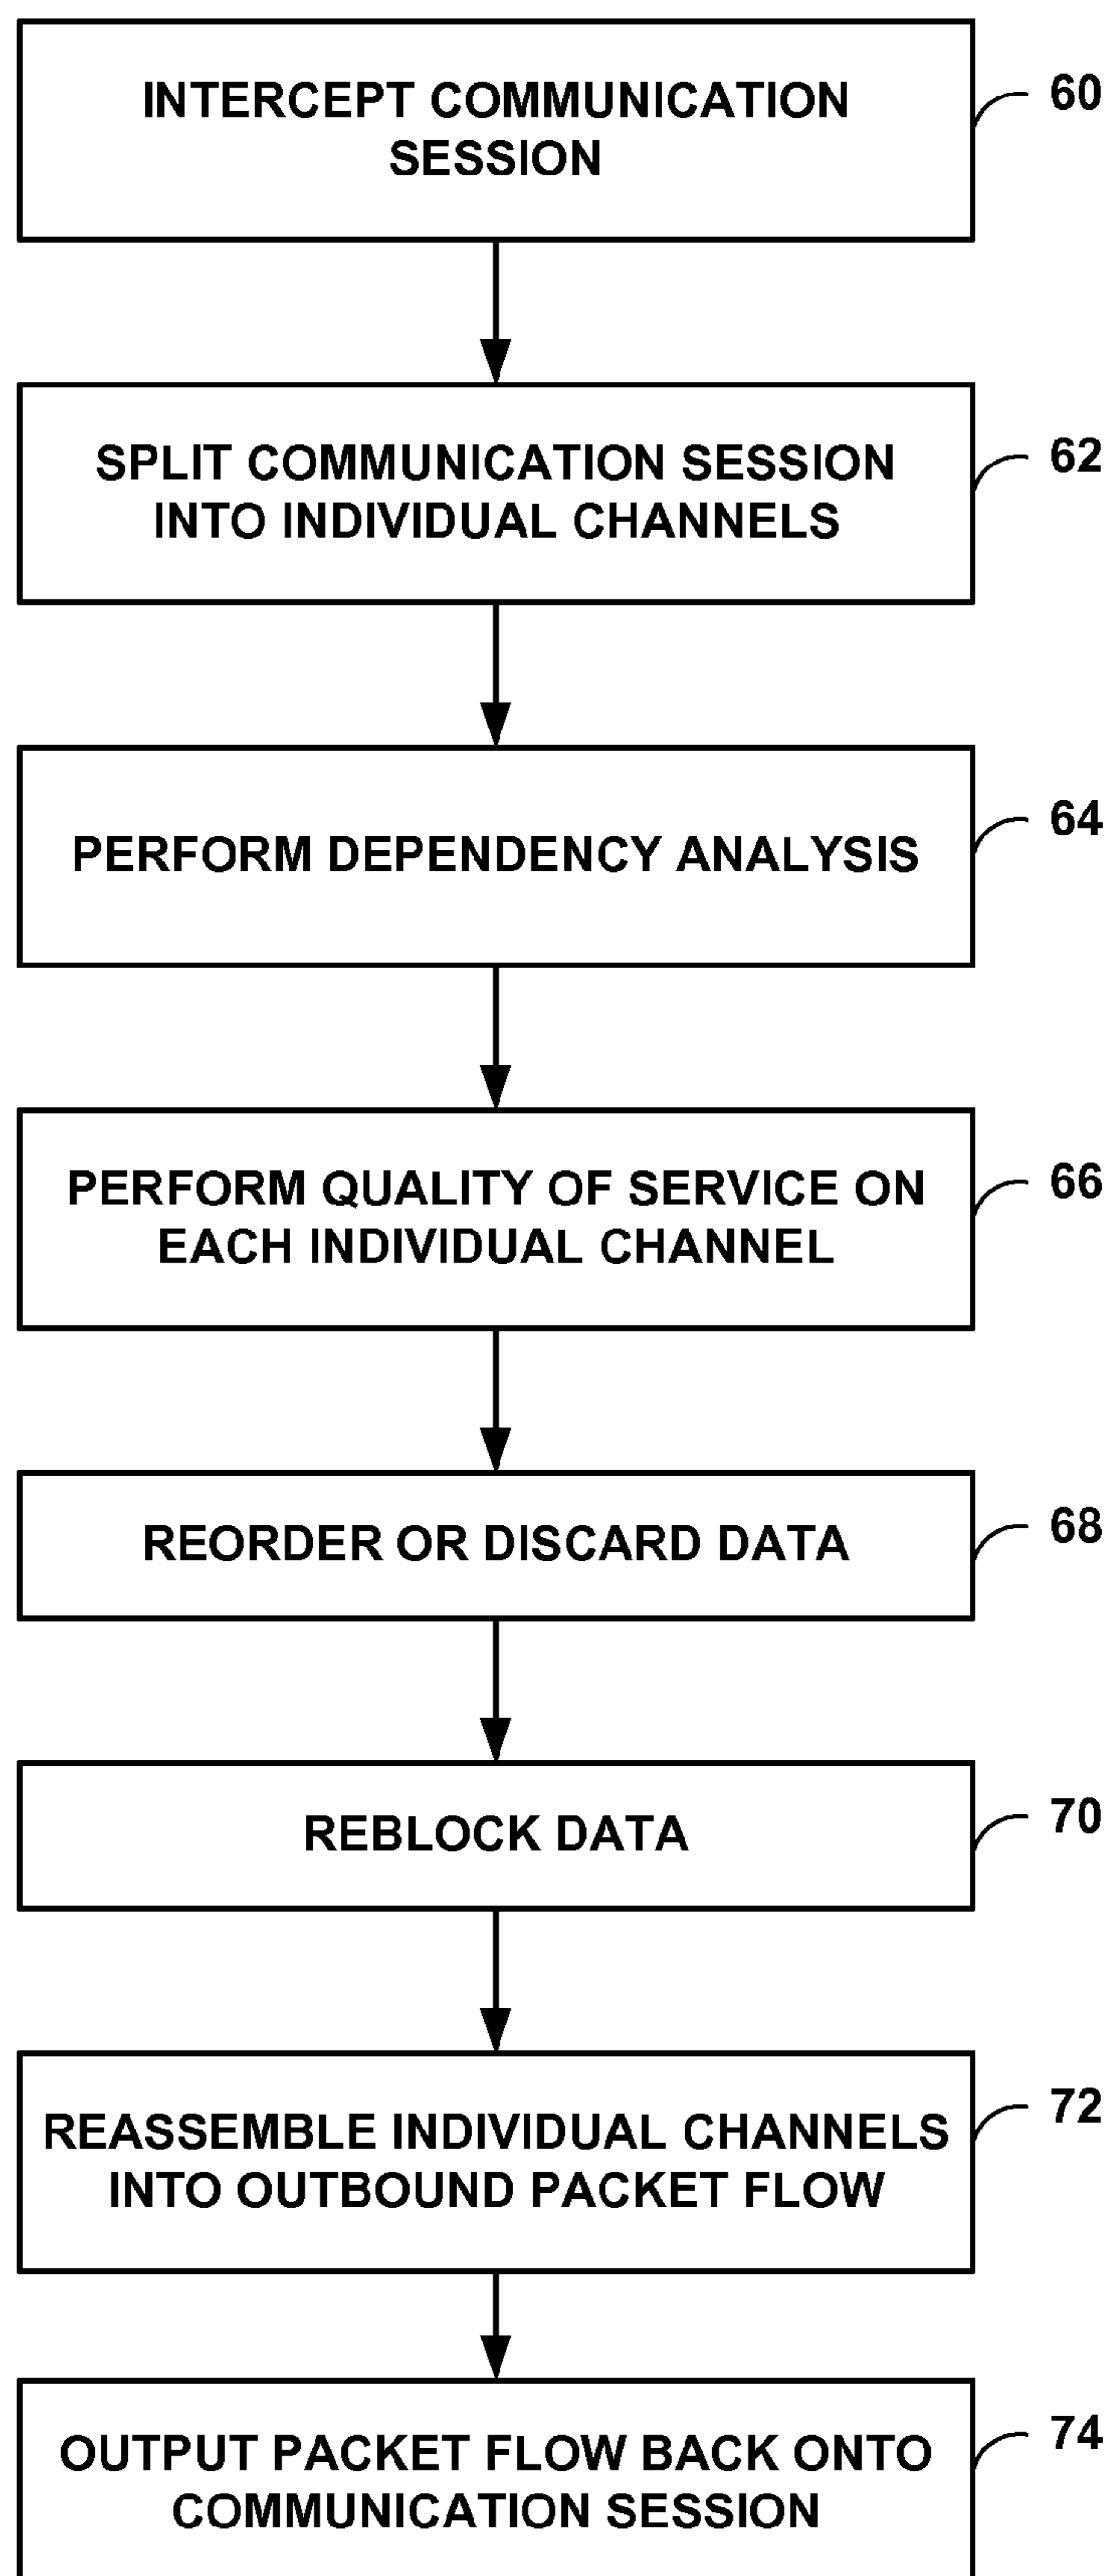 INTERCEPT COMMUNICATION
SESSION
60
SPLIT COMMUNICATION SESSION
INTO INDIVIDUAL CHANNELS
62
PERFORM DEPENDENCY ANALYSIS
64
PERFORM QUALITY OF SERVICE ON
EACH INDIVIDUAL CHANNEL
66
REORDER OR DISCARD DATA
68
REBLOCK DATA
70
REASSEMBLE INDIVIDUAL CHANNELS
INTO OUTBOUND PACKET FLOW
72
OUTPUT PACKET FLOW BACK ONTO
COMMUNICATION SESSION
74